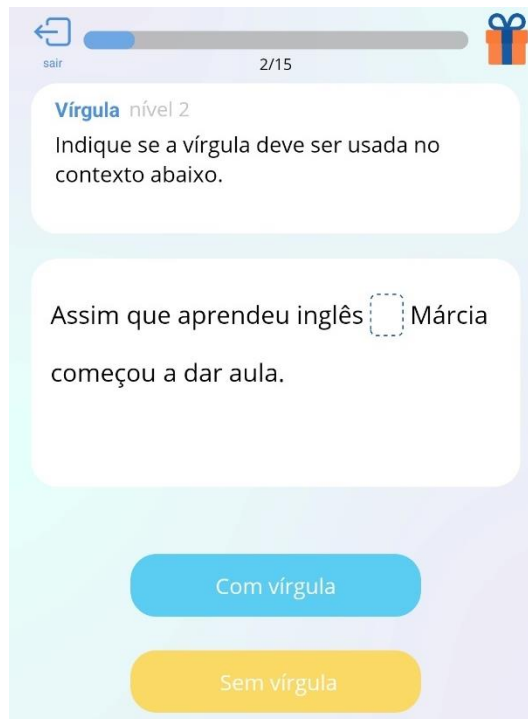 sair
2/15
Vírgula nível 2
Indique se a vírgula deve ser usada no
contexto abaixo.
Assim que aprendeu inglês Márcia
começou a dar aula.
Com vírgula
Sem vírgula